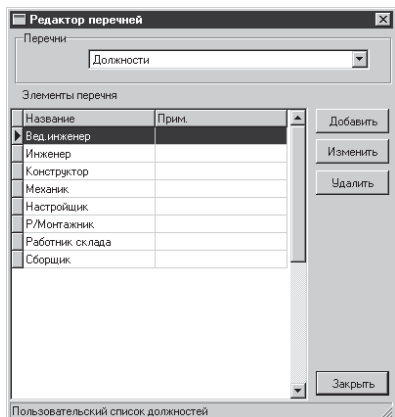 Редактор перечней
Перечни
Должности
Элементы перечня
Название Прим.
Вед.инженер
Инженер
Конструктор
Механик
Настройщик
Р/Монтажник
Работник склада
Сборщик
Добавить
Изменить
Удалить
Закрыть
Пользовательский список должностей